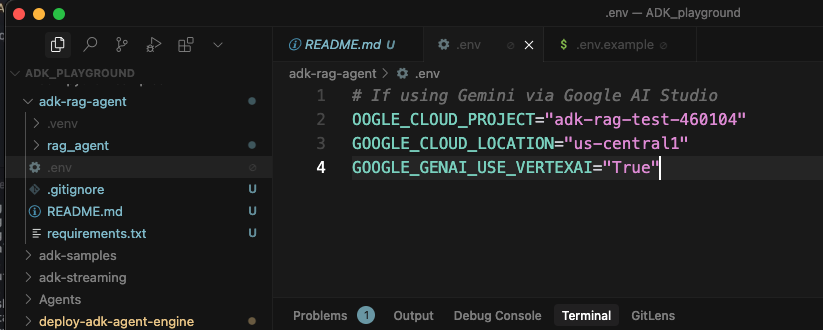 .env — ADK_playground
README.md U
.env
.env.example
ADK_PLAYGROUND
adk-rag-agent > .env
adk-rag-agent
.venv
rag_agent
.env
.gitignore U
README.md U
requirements.txt U
adk-samples
adk-streaming
Agents
deploy-adk-agent-engine
1 # If using Gemini via Google AI Studio
2 OOGLE_CLOUD_PROJECT="adk-rag-test-460104"
3 GOOGLE_CLOUD_LOCATION="us-central1"
4 GOOGLE_GENAI_USE_VERTEXAI="True"
Problems 1 Output Debug Console Terminal GitLens